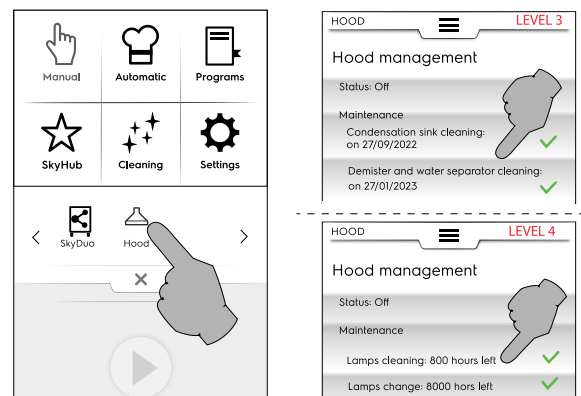 Manual
Automatic
Programs
SkyHub
Cleaning
Settings
SkyDuo
Hood
HOOD
LEVEL 3
Hood management
Status: Off
Maintenance
Condensation sink cleaning:
on 27/09/2022
Demister and water separator cleaning:
on 27/01/2023
HOOD
LEVEL 4
Hood management
Status: Off
Maintenance
Lamps cleaning: 800 hours left
Lamps change: 8000 hors left